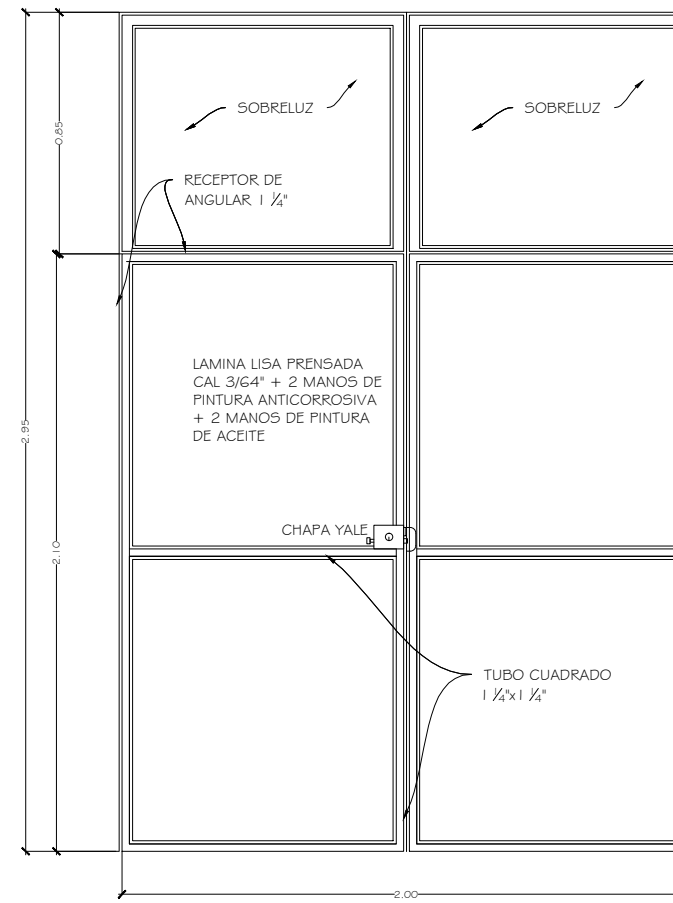 SOBRELUZ
SOBRELUZ
0.85
RECEPTOR DE
ANGULAR 1 1/4"
LAMINA LISA PRENSADA
CAL 3/64" + 2 MANOS DE
PINTURA ANTICORROSIVA
+ 2 MANOS DE PINTURA
DE ACEITE
2.95
CHAPA YALE
2.10
TUBO CUADRADO
1 1/4"x1 1/4"
2.00